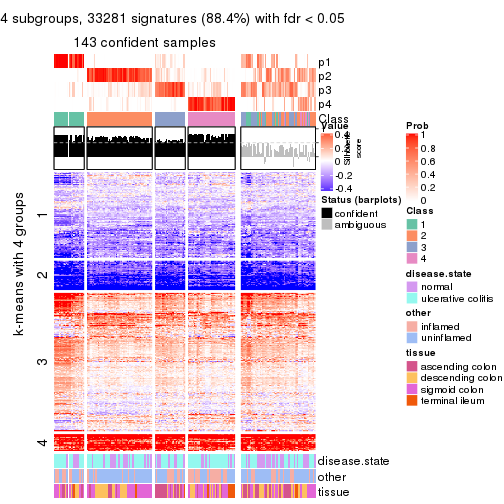 4 subgroups, 33281 signatures (88.4%) with fdr < 0.05
143 confident samples
p1
p2
p3
p4
Class
k-means with 4 groups
1
2
3
4
disease.state
other
tissue
Value
0.4
0.2
0
-0.2
-0.4
Silhouette
score
Status (barplots)
confident
ambiguous
Prob
1
0.8
0.6
0.4
0.2
0
Class
1
2
3
4
disease.state
normal
ulcerative colitis
other
inflamed
uninflamed
tissue
ascending colon
descending colon
sigmoid colon
terminal ileum